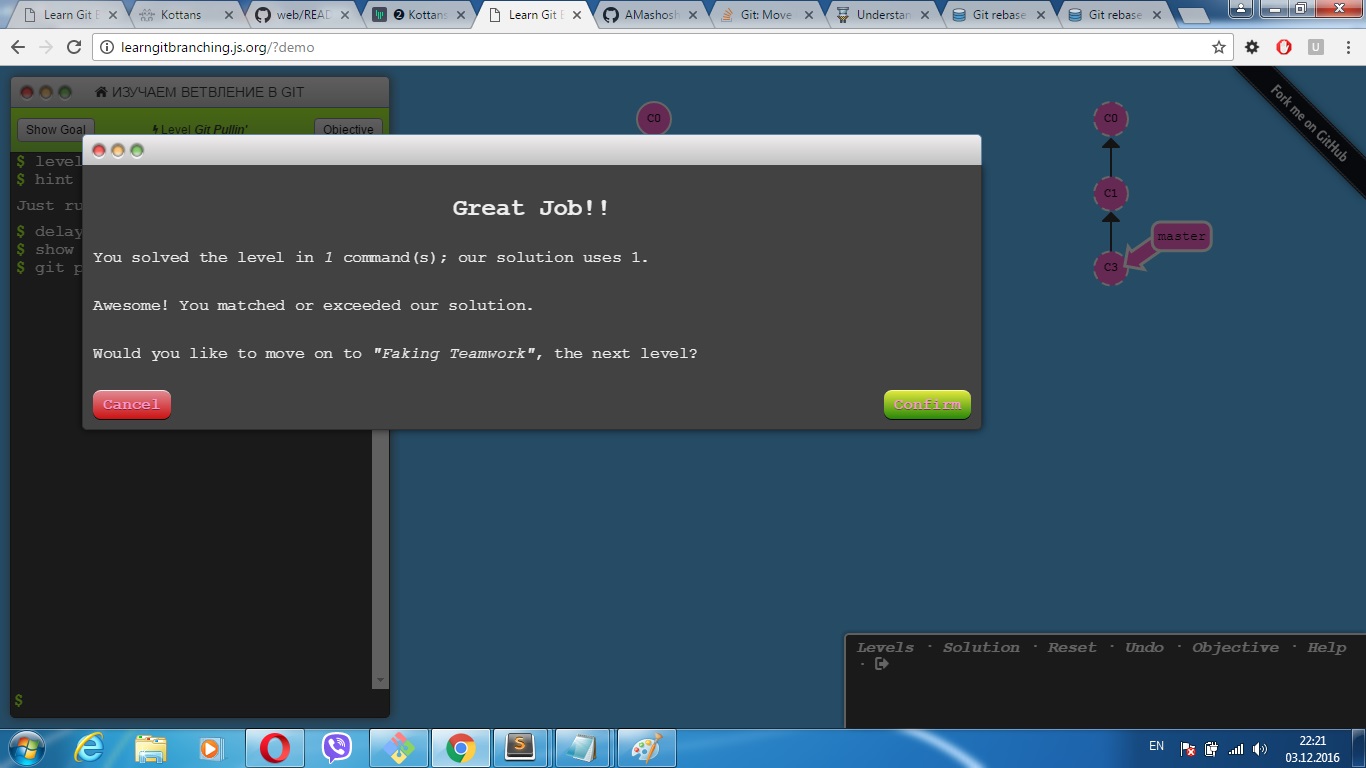 Learn Git B
Kottans
web/READ
Kottans
Learn Git B
AMashosh
Git: Move
Understan
Git rebase
Git rebase
learngitbranching.js.org/?demo
ИЗУЧАЕМ ВЕТВЛЕНИЕ В GIT
Show Goal
Level Git Pullin'
Objective
$ level
$ hint
Just ru
$ delay
$ show
$ git p
$
C0
C0
C1
master
C3
Fork me on GitHub
Great Job!!
You solved the level in 1 command(s); our solution uses 1.
Awesome! You matched or exceeded our solution.
Would you like to move on to "Faking Teamwork", the next level?
Cancel
Confirm
Levels · Solution · Reset · Undo · Objective · Help
·
EN
22:21
03.12.2016